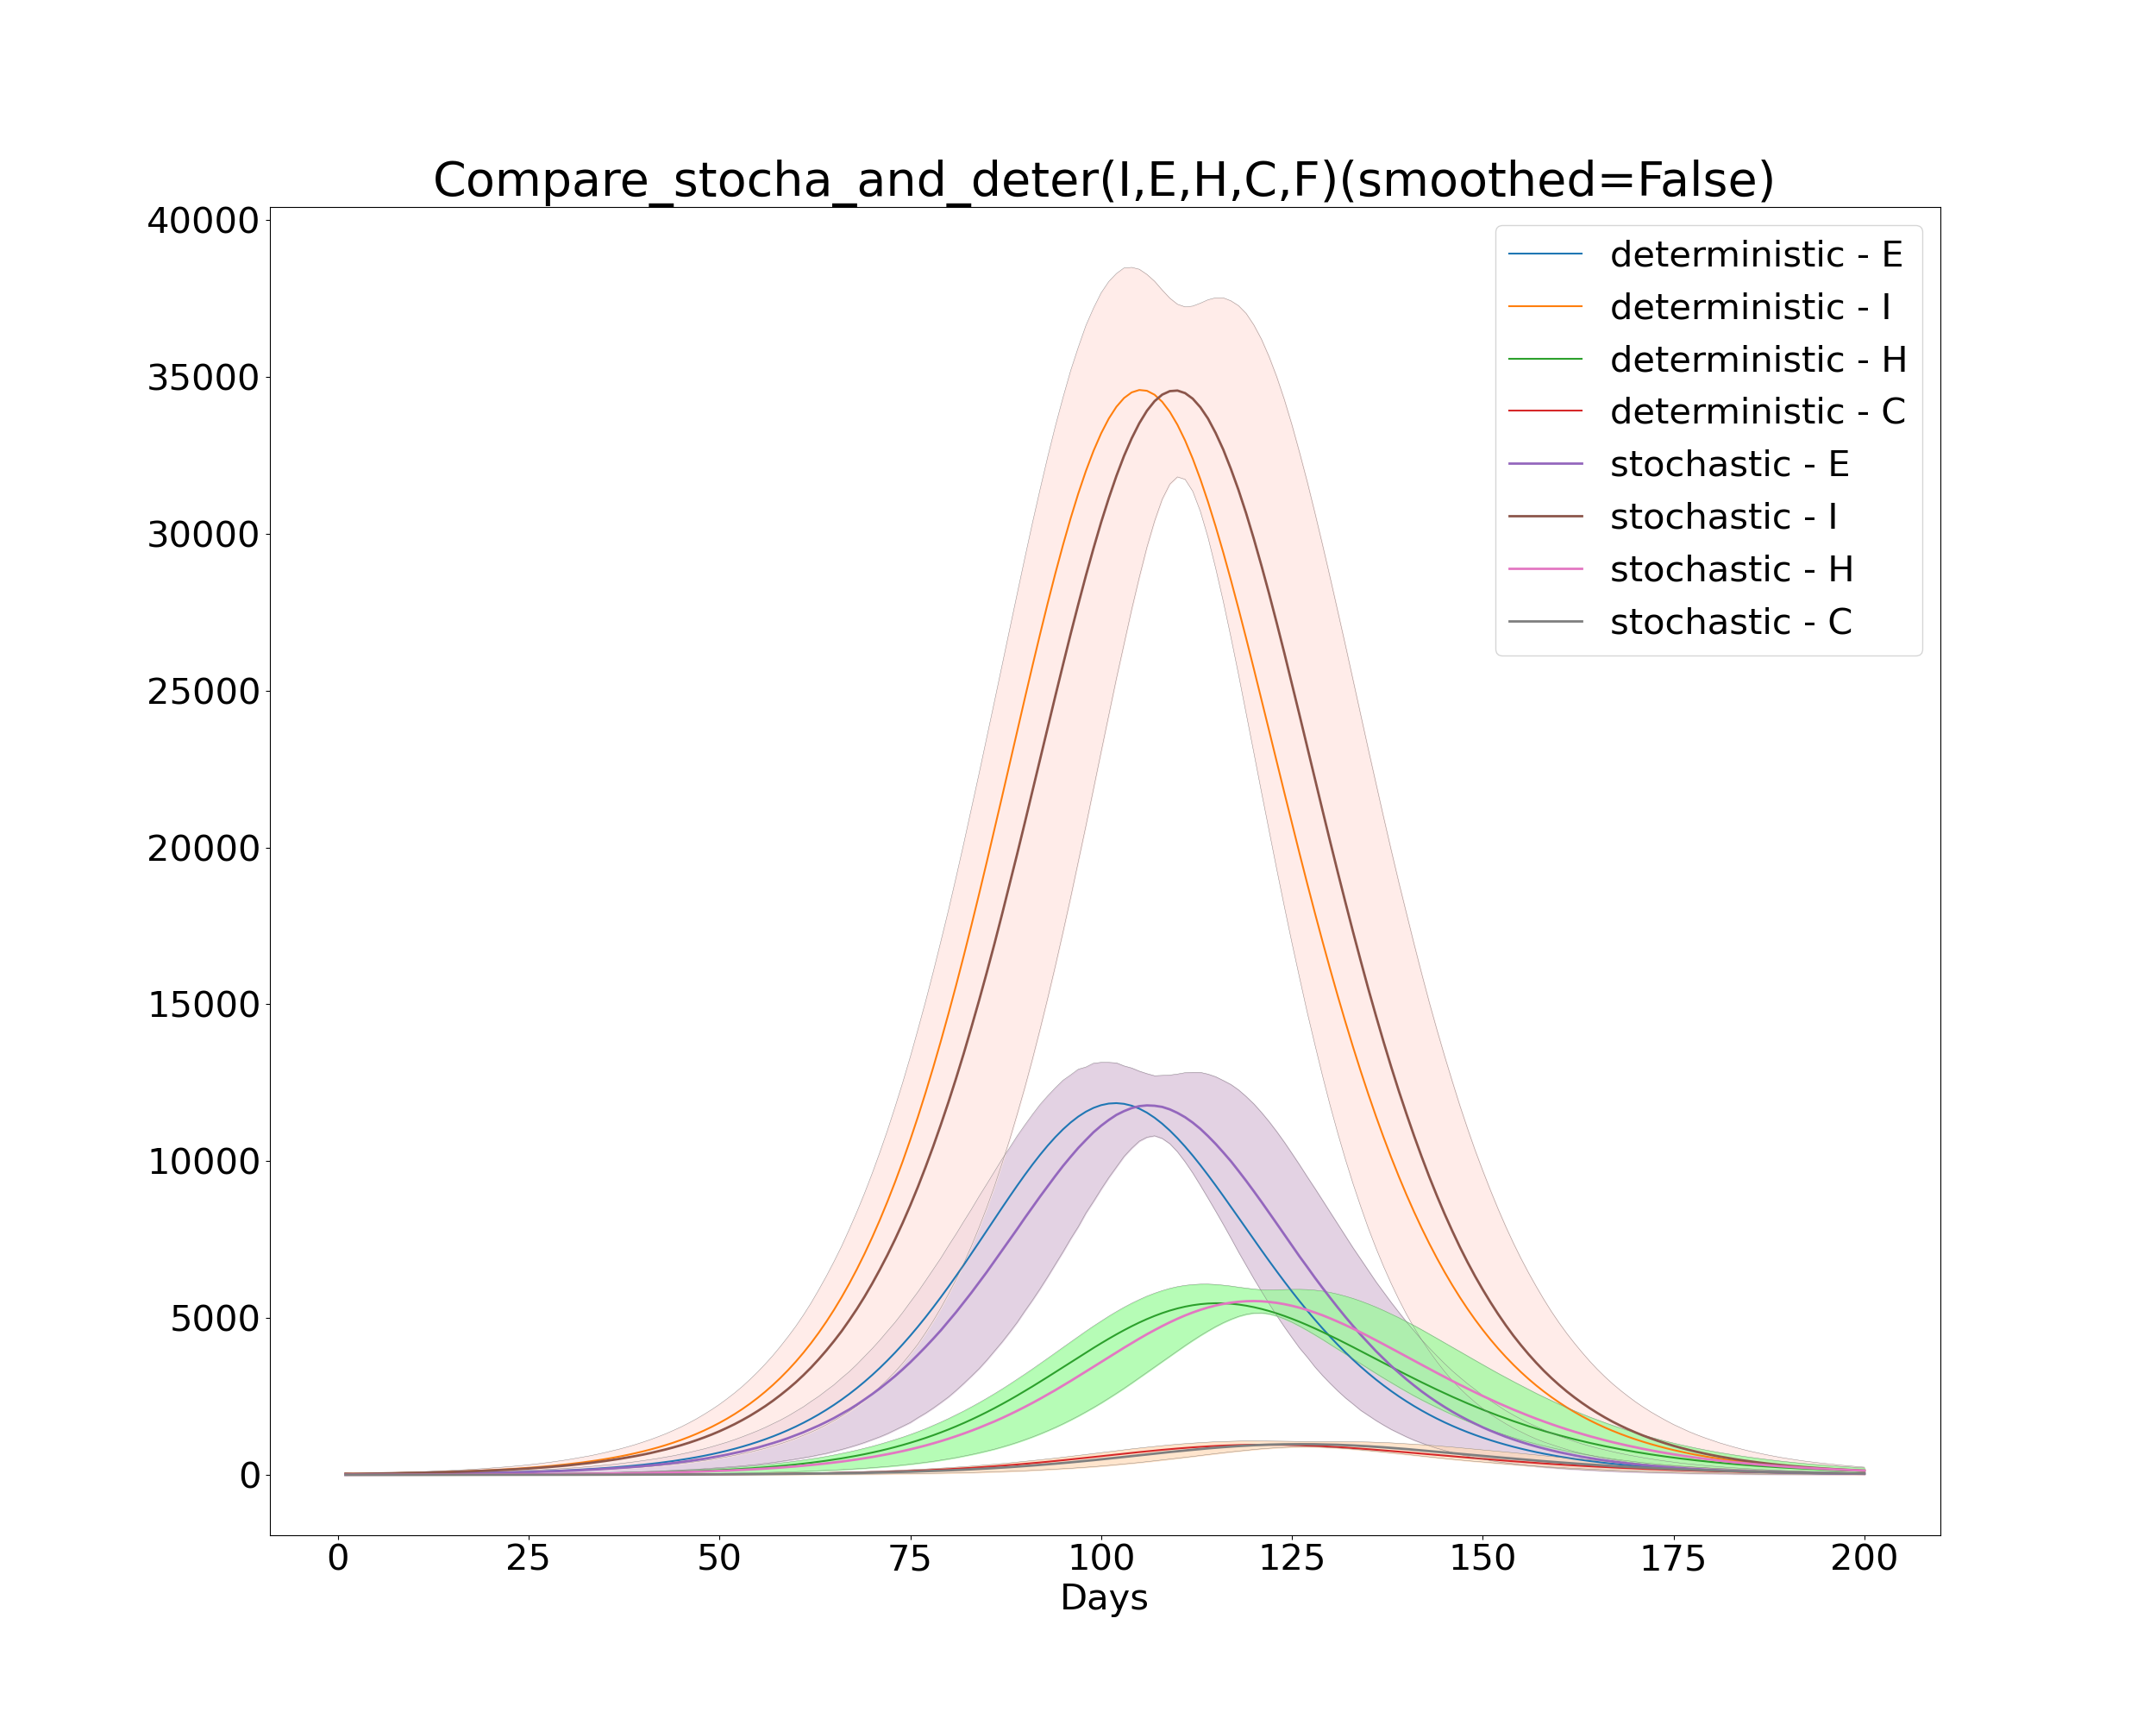 Compare_stocha_and_deter(I,E,H,C,F)(smoothed=False)
40000
35000
30000
25000
20000
15000
10000
5000
0
deterministic - E
deterministic - I
deterministic - H
deterministic - C
stochastic - E
stochastic - I
stochastic - H
stochastic - C
0 25 50 75 100 125 150 175 200
Days